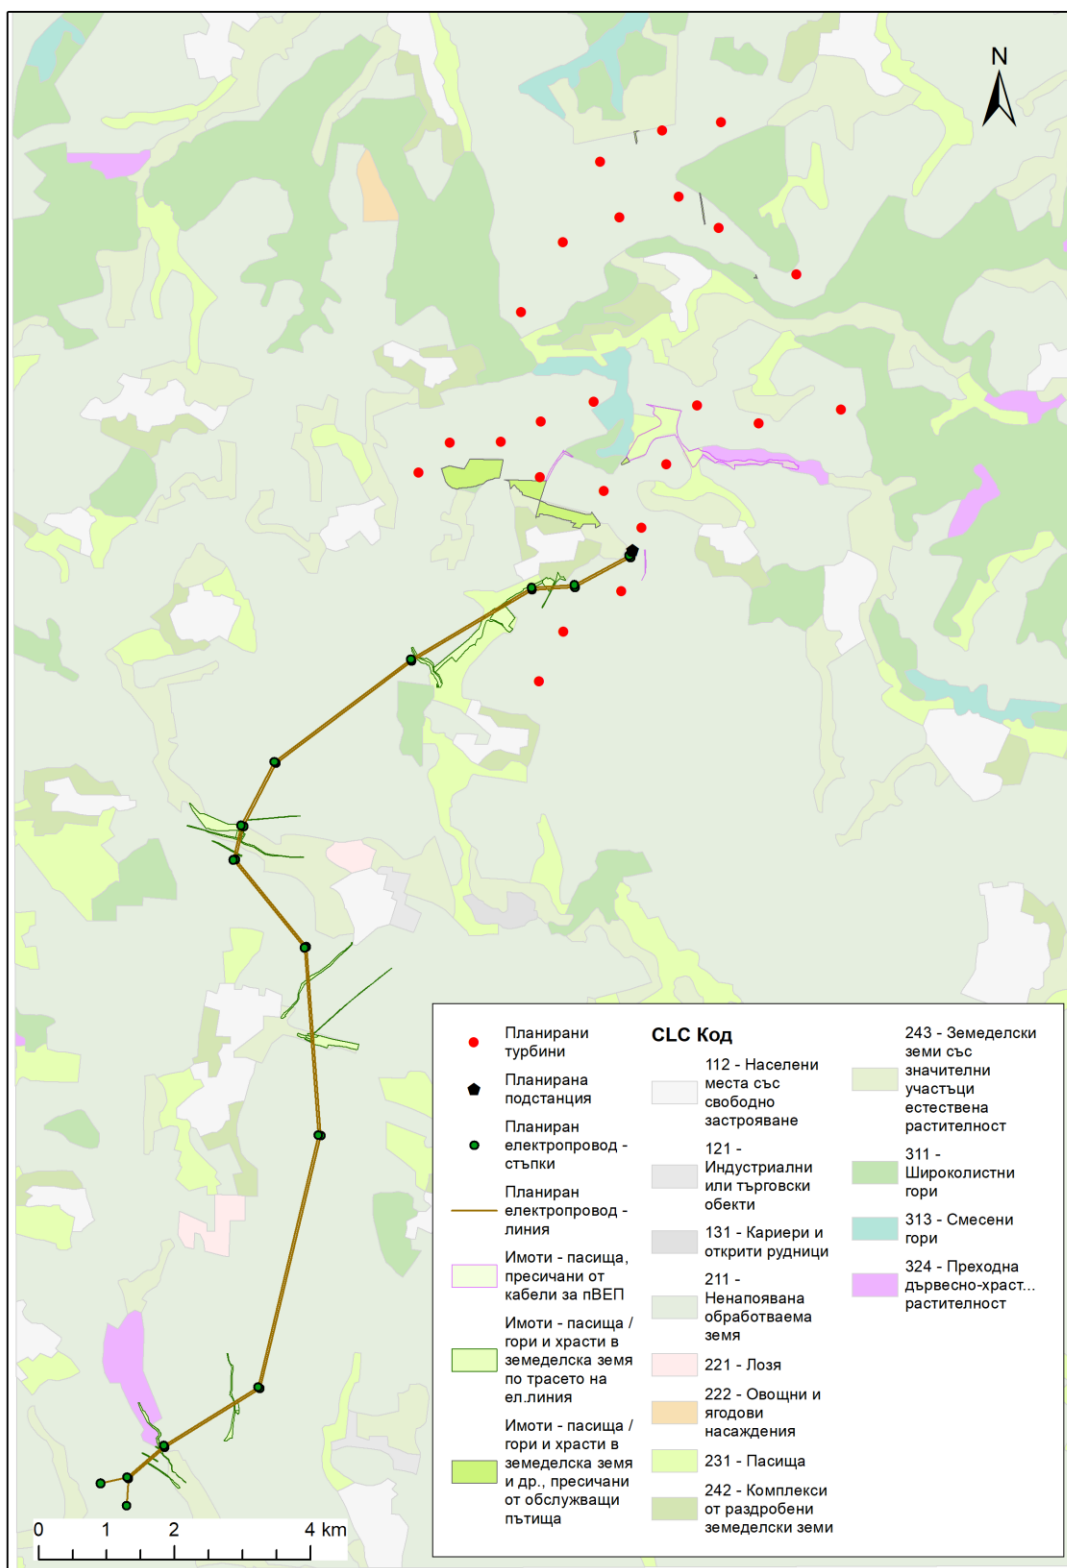 N
Планирани
турбини
Планирана
подстанция
Планиран
електропровод -
стъпки
Планиран
електропровод -
линия
Имоти - пасища,
пресичани от
кабели за пВЕП
Имоти - пасища /
гори и храсти в
земеделска земя
по трасето на
ел.линия
Имоти - пасища /
гори и храсти в
земеделска земя
и др., пресичани
от обслужващи
пътища
CLC Код
112 - Населени
места със
свободно
застрояване
121 -
Индустриални
или търговски
обекти
131 - Кариери и
открити рудници
211 -
Ненапоявана
обработваема
земя
221 - Лозя
222 - Овощни и
ягодови
насаждения
231 - Пасища
242 - Комплекси
от раздробени
земеделски земи
243 - Земеделски
земи със
значителни
участъци
естествена
растителност
311 -
Широколистни
гори
313 - Смесени
гори
324 - Преходна
дървесно-храст...
растителност
0 1 2 4 km